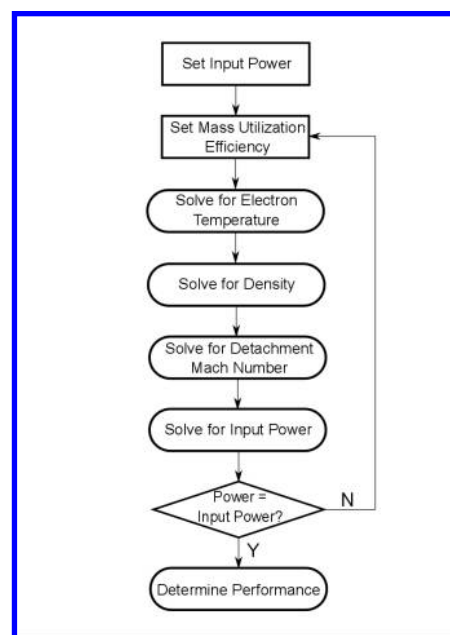 Set Input Power
Set Mass Utilization
Efficiency
Solve for Electron
Temperature
Solve for Density
Solve for Detachment
Mach Number
Solve for Input Power
Power =
Input Power?
N
Y
Determine Performance